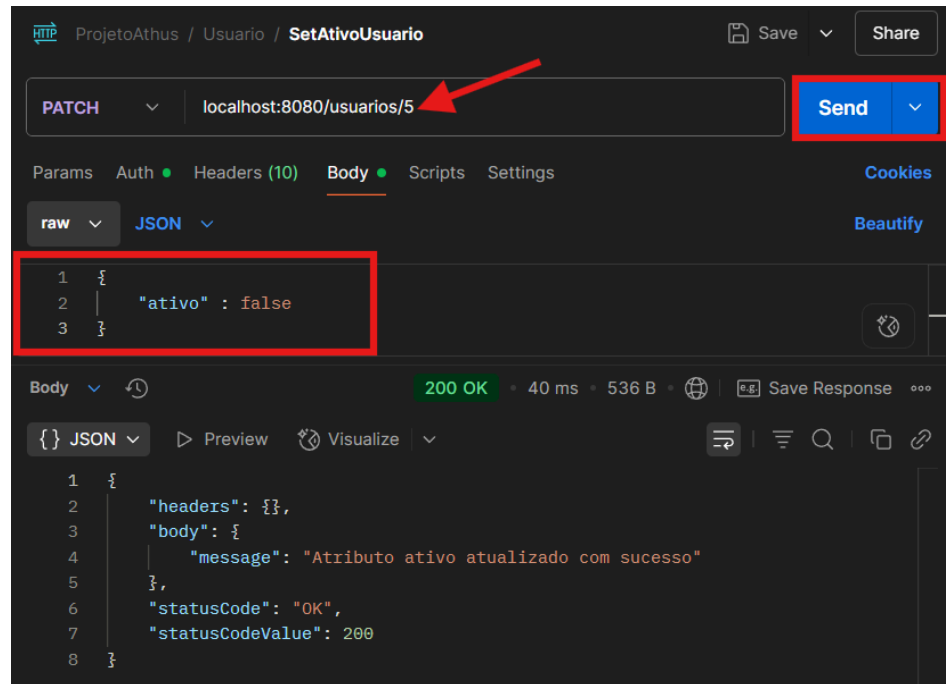 HTTP ProjetoAthus / Usuario / SetAtivoUsuario Save Share
PATCH localhost:8080/usuarios/5 Send
Params Auth Headers (10) Body Scripts Settings Cookies
raw JSON Beautify
1 {
2 "ativo" : false
3 }
Body 200 OK 40 ms 536 B e.g. Save Response
{} JSON Preview Visualize
1 {
2 "headers": {},
3 "body": {
4 "message": "Atributo ativo atualizado com sucesso"
5 },
6 "statusCode": "OK",
7 "statusCodeValue": 200
8 }